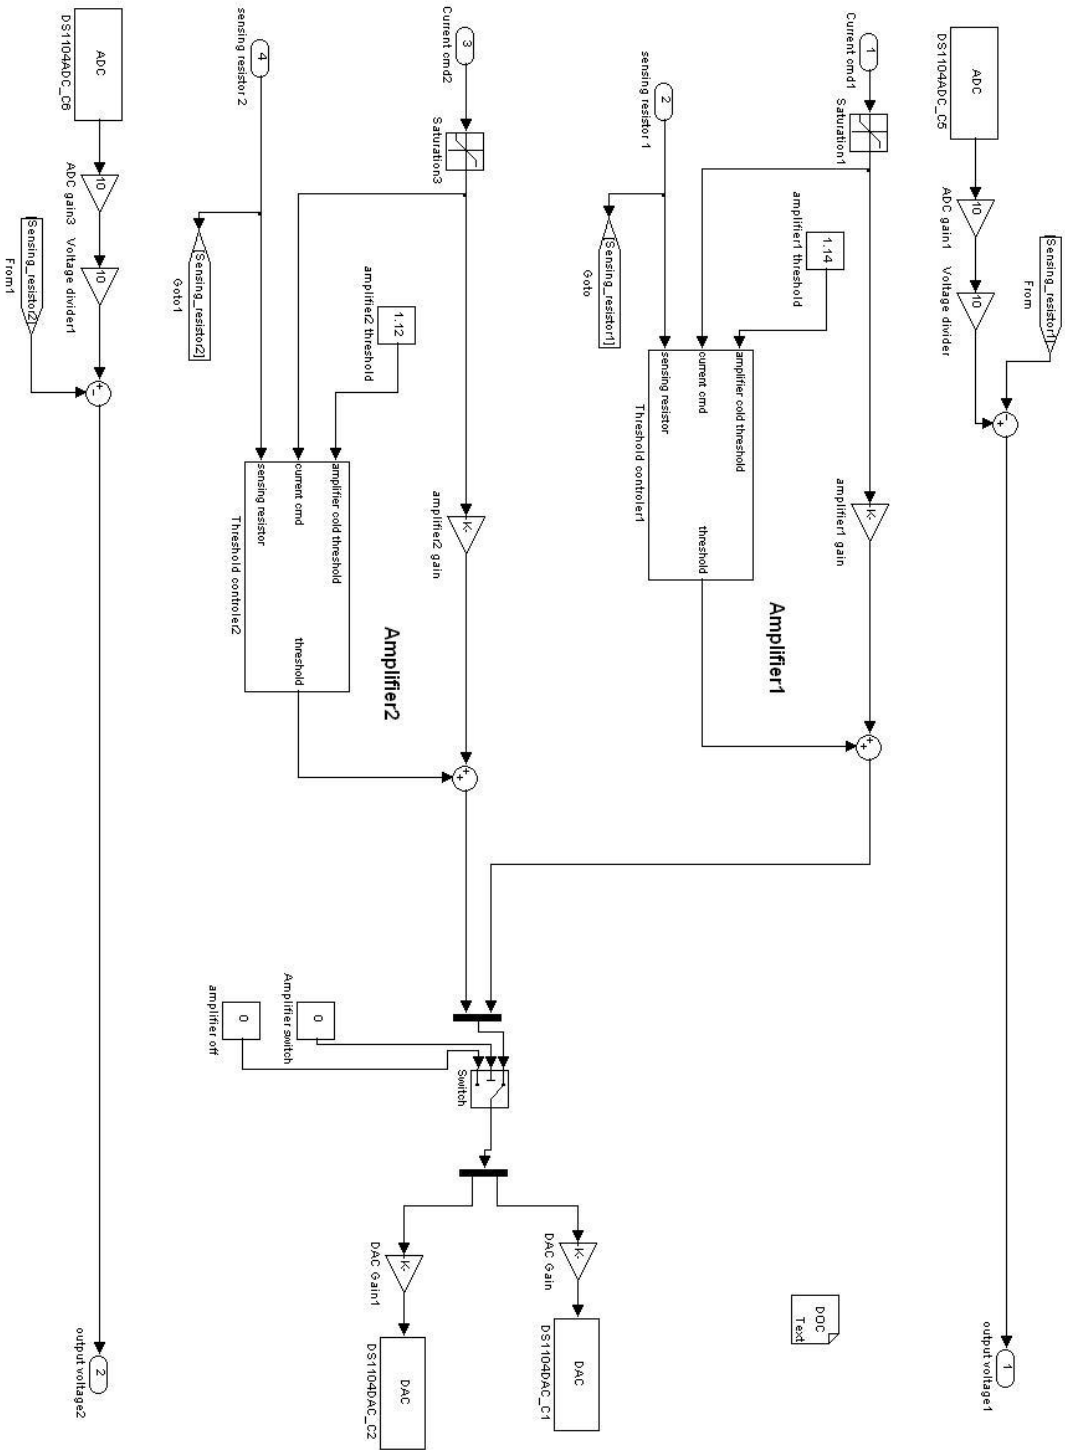 ADC
DS1104ADC_C5
10
ADC gain1
10
Voltage divider
[Sensing_resistor1]
From
-
+
1
output voltage1
1
Current cmd1
Saturation1
-K-
amplifier1 gain
+
+
1.14
amplifier1 threshold
2
sensing resistor 1
[Sensing_resistor1]
Goto
amplifier cold threshold
current cmd
sensing resistor
threshold
Threshold controler1
Amplifier1
DOC
Text
3
Current cmd2
Saturation3
-K-
amplifier2 gain
+
+
1.12
amplifier2 threshold
4
sensing resistor 2
[Sensing_resistor2]
Goto1
amplifier cold threshold
current cmd
sensing resistor
threshold
Threshold controler2
Amplifier2
0
Amplifier switch
0
amplifier off
Switch
-K-
DAC Gain
DAC
DS1104DAC_C1
-K-
DAC Gain1
DAC
DS1104DAC_C2
ADC
DS1104ADC_C6
10
ADC gain3
10
Voltage divider1
[Sensing_resistor2]
From1
+
-
2
output voltage2